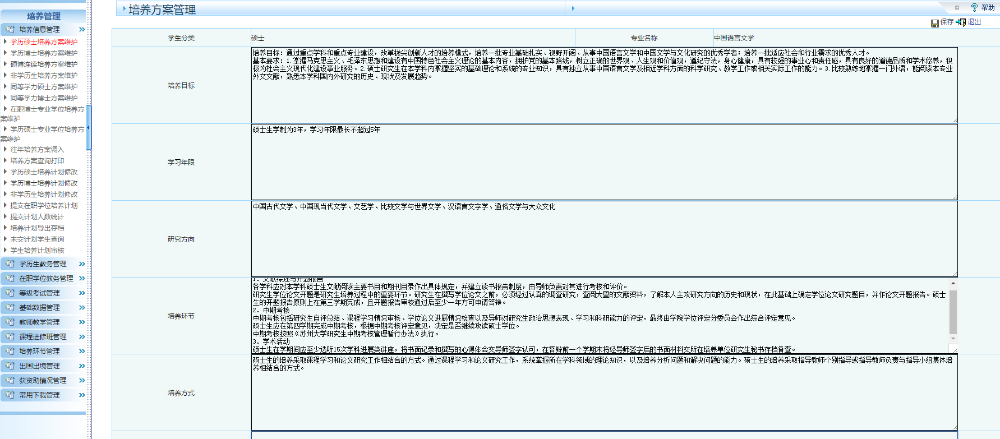 培养管理
培养信息管理
学历硕士培养方案维护
学历博士培养方案维护
硕博连读培养方案维护
非学历生培养方案维护
同等学力硕士方案维护
同等学力博士方案维护
在职博士专业学位培养方
案维护
学历硕士专业学位培养方
案维护
往年培养方案调入
培养方案查询打印
学历硕士培养计划修改
学历博士培养计划修改
非学历生培养计划修改
提交在职学位培养计划
提交计划人数统计
培养计划导出存档
未交计划学生查询
学生培养计划审核
学历生教务管理
在职学位教务管理
等级考试管理
基础数据管理
教师教学管理
课程进修班管理
培养环节管理
出国出境管理
获资助情况管理
常用下载管理
培养方案管理
帮助
保存 退出
学生分类 硕士 专业名称 中国语言文学
培养目标
培养目标：通过重点学科和重点专业建设，改革拔尖创新人才的培养模式，培养一批专业基础扎实、视野开阔、从事中国语言文学和中国文学与文化研究的优秀学者；培养一批适应社会和行业需求的优秀人才。
基本要求：1.掌握马克思主义、毛泽东思想和建设有中国特色社会主义理论的基本内容，拥护党的基本路线，树立正确的世界观、人生观和价值观，遵纪守法，身心健康，具有较强的事业心和责任感，具有良好的道德品质和学术修养，积
极为社会主义现代化建设事业服务。2.硕士研究生在本学科内掌握坚实的基础理论和系统的专业知识，具有独立从事中国语言文学及相近学科方面的科学研究、教学工作或相关实际工作的能力。3.比较熟练地掌握一门外语，能阅读本专业
外文文献，熟悉本学科国内外研究的历史、现状及发展趋势。
学习年限
硕士生学制为3年，学习年限最长不超过5年
研究方向
中国古代文学、中国现当代文学、文艺学、比较文学与世界文学、汉语言文字学、通俗文学与大众文化
培养环节
1. 文献综述与开题报告
各学科应对本学科硕士生文献阅读主要书目和期刊目录作出具体规定，并建立读书报告制度，由导师负责对其进行考核和评价。
研究生学位论文开题是研究生培养过程中的重要环节。研究生在撰写学位论文之前，必须经过认真的调查研究，查阅大量的文献资料，了解本人主攻研究方向的历史和现状，在此基础上确定学位论文研究题目，并作论文开题报告。硕士
生的开题报告原则上在第三学期完成，且开题报告审核通过后至少一年方可申请答辩。
2. 中期考核
中期考核包括研究生自评总结、课程学习情况审核、学位论文进展情况检查以及导师对研究生政治思想表现、学习和科研能力的评定，最终由学院学位评定分委员会作出综合评定意见。
硕士生应在第四学期完成中期考核，根据中期考核评定意见，决定是否继续攻读硕士学位。
中期考核按照《苏州大学研究生中期考核管理暂行办法》执行。
3. 学术活动
硕士生在学期间应至少选听15次学科进展类讲座，将书面记录和撰写的心得体会交导师签字认可，在答辩前一个学期末将经导师签字后的书面材料交所在培养单位研究生秘书存档备查。
培养方式
硕士生的培养采取课程学习和论文研究工作相结合的方式。通过课程学习和论文研究工作，系统掌握所在学科领域的理论知识，以及培养分析问题和解决问题的能力。硕士生的培养采取指导教师个别指导或指导教师负责与指导小组集体培
养相结合的方式。